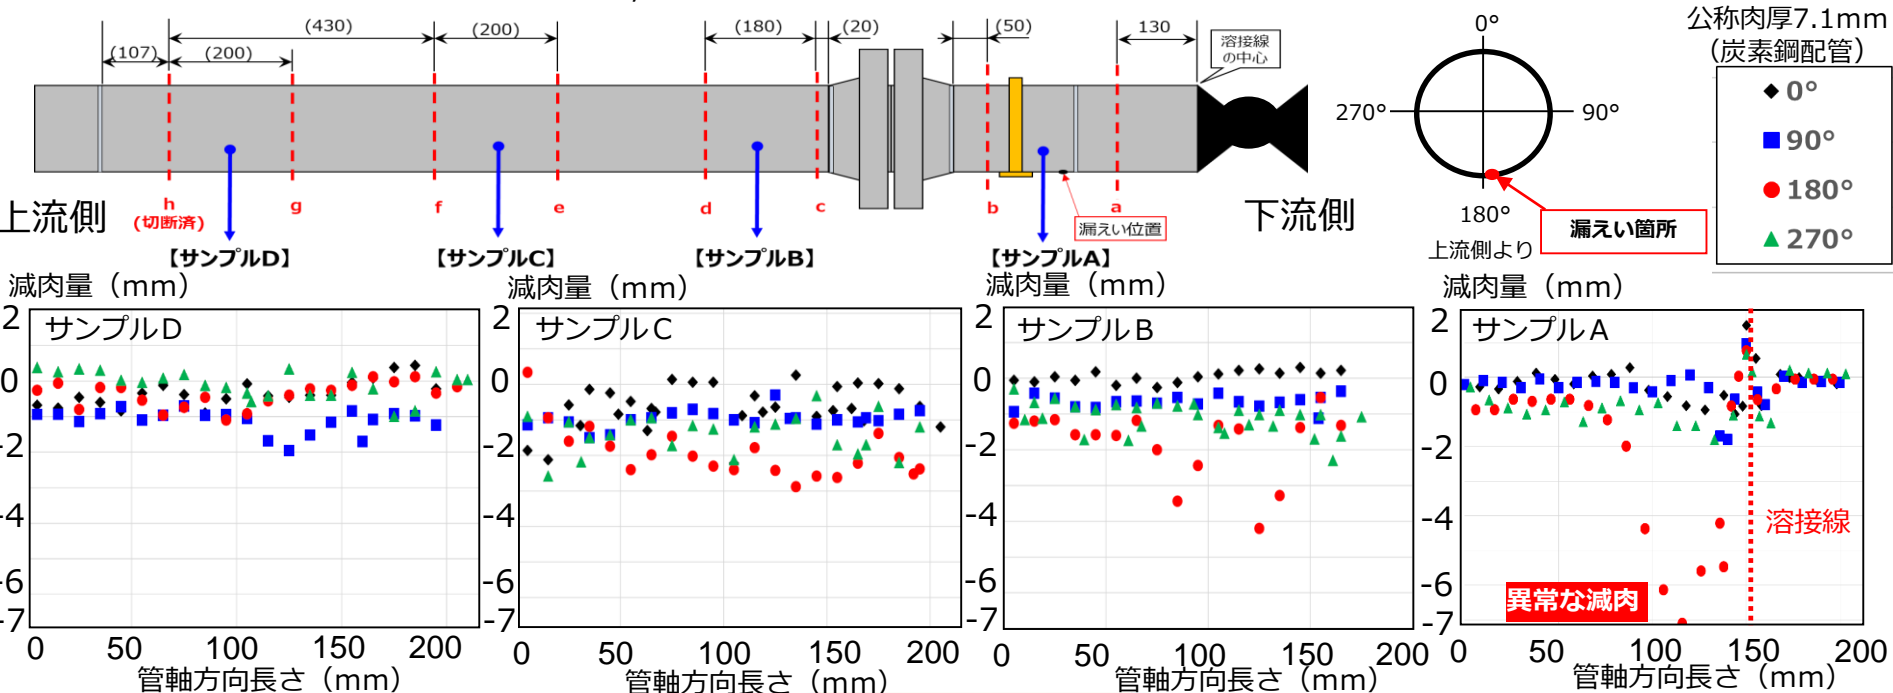 (107)
(430)
(200)
(200)
(180)
(20)
(50)
130
溶接線
の中心
0°
270°
90°
180°
上流側より
漏えい箇所
公称肉厚7.1mm
（炭素鋼配管）
0°
90°
180°
270°
上流側
h
(切断済)
g
f
e
d
c
b
a
漏えい位置
下流側
【サンプルD】
【サンプルC】
【サンプルB】
【サンプルA】
減肉量（mm）
サンプルD
2
0
-2
-4
-6
-7
0
50
100
150
200
管軸方向長さ（mm）
減肉量（mm）
サンプルC
2
0
-2
-4
-6
-7
0
50
100
150
200
管軸方向長さ（mm）
減肉量（mm）
サンプルB
2
0
-2
-4
-6
-7
0
50
100
150
200
管軸方向長さ（mm）
減肉量（mm）
サンプルA
2
0
-2
-4
-6
-7
溶接線
異常な減肉
0
50
100
150
200
管軸方向長さ（mm）